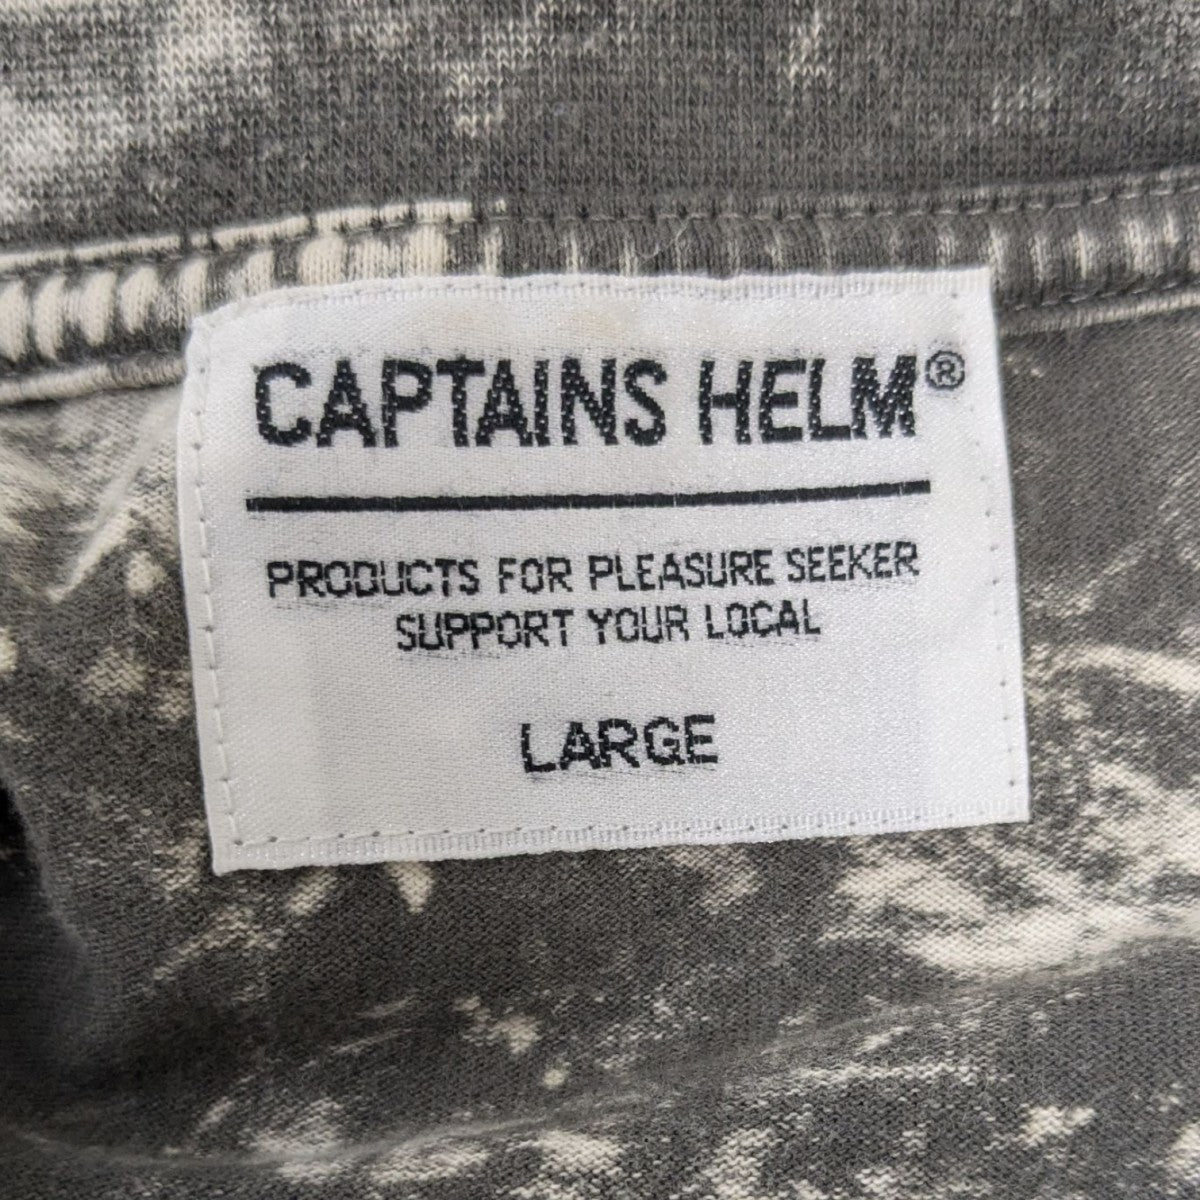 CAPTAINS HELM®
PRODUCTS FOR PLEASURE SEEKER
SUPPORT YOUR LOCAL
LARGE